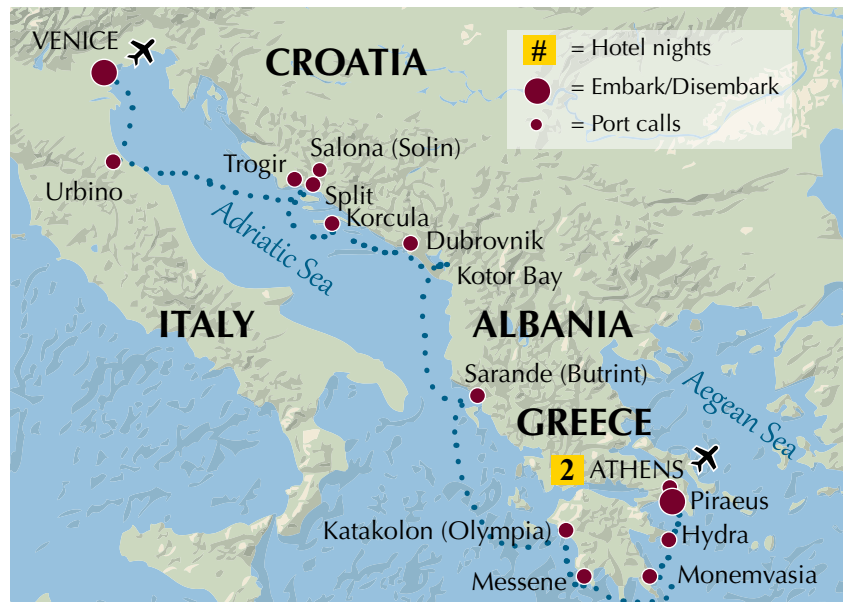 VENICE
CROATIA
# = Hotel nights
= Embark/Disembark
= Port calls
Urbino
Trogir
Salona (Solin)
Split
Korcula
Adriatic Sea
Dubrovnik
Kotor Bay
ITALY
ALBANIA
Sarande (Butrint)
Aegean Sea
GREECE
2 ATHENS
Piraeus
Katakolon (Olympia)
Hydra
Messene
Monemvasia